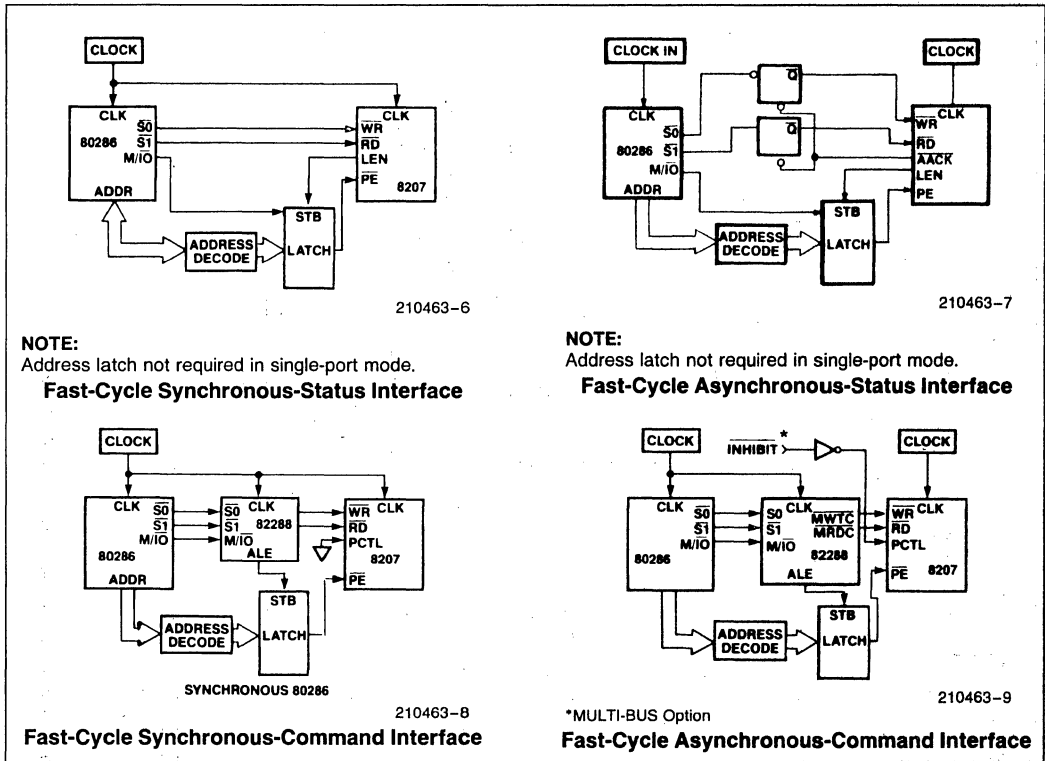 CLOCK
CLK
80286
S0
S1
M/IO
ADDR
CLK
WR
RD
LEN
PE
8207
STB
LATCH
ADDRESS
DECODE
210463-6
NOTE:
Address latch not required in single-port mode.
Fast-Cycle Synchronous-Status Interface
CLOCK IN
CLOCK
CLK
80286
S0
S1
M/IO
ADDR
Q
Q
CLK
WR
RD
AACK
LEN
PE
STB
LATCH
ADDRESS
DECODE
210463-7
NOTE:
Address latch not required in single-port mode.
Fast-Cycle Asynchronous-Status Interface
CLOCK
CLK
S0
S1
M/IO
80286
ADDR
S0
CLK
S1
82288
M/IO
ALE
WR
CLK
RD
PCTL
8207
PE
STB
LATCH
ADDRESS
DECODE
SYNCHRONOUS 80286
210463-8
Fast-Cycle Synchronous-Command Interface
CLOCK
INHIBIT
*
CLOCK
CLK
S0
S1
M/IO
80286
CLK
S0
MWTC
S1
MRDC
M/IO
82288
ALE
CLK
WR
RD
PCTL
PE
8207
STB
LATCH
ADDRESS
DECODE
210463-9
*MULTI-BUS Option
Fast-Cycle Asynchronous-Command Interface